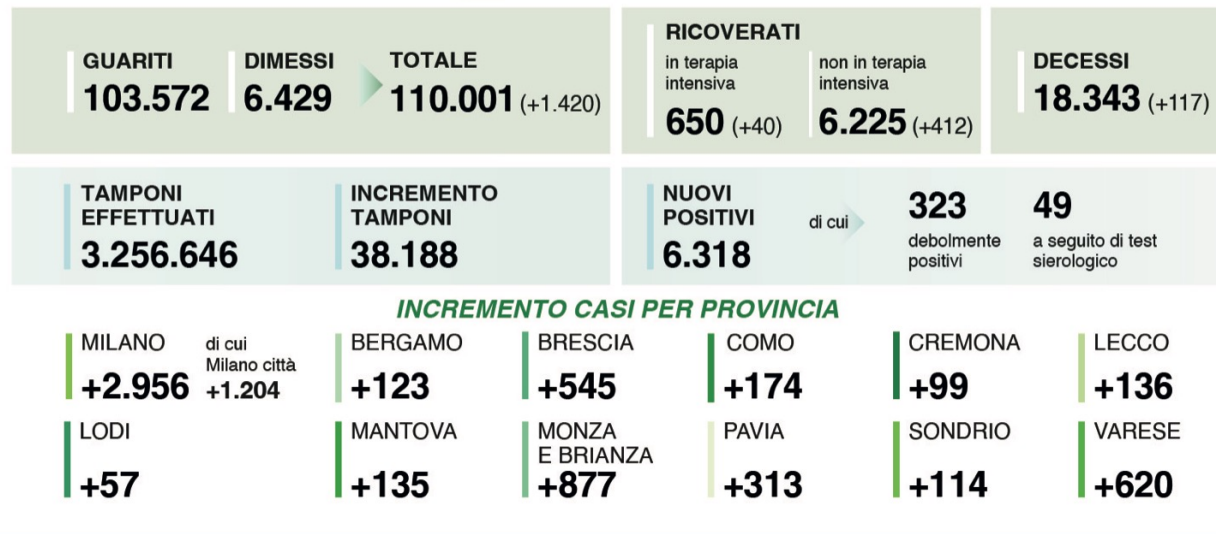 GUARITI
103.572
DIMESSI
6.429
TOTALE
110.001 (+1.420)
RICOVERATI
in terapia
intensiva
650 (+40)
non in terapia
intensiva
6.225 (+412)
DECESSI
18.343 (+117)
TAMPONI
EFFETTUATI
3.256.646
INCREMENTO
TAMPONI
38.188
NUOVI
POSITIVI
6.318
di cui
323
debolmente
positivi
49
a seguito di test
sierologico
INCREMENTO CASI PER PROVINCIA
MILANO
+2.956
di cui
Milano città
+1.204
BERGAMO
+123
BRESCIA
+545
COMO
+174
CREMONA
+99
LECCO
+136
LODI
+57
MANTOVA
+135
MONZA
E BRIANZA
+877
PAVIA
+313
SONDRIO
+114
VARESE
+620